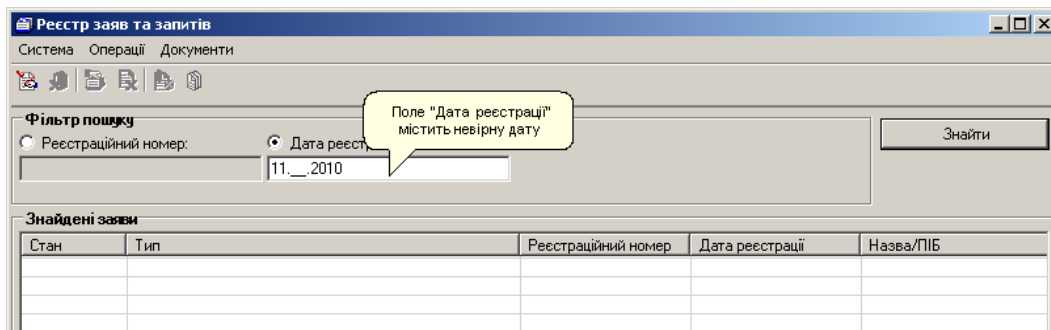 Реєстр заяв та запитів
Система Операції Документи
Поле "Дата реєстрації"
містить невірну дату
Фільтр пошуку
Реєстраційний номер:
Дата реєст
Знайти
11.__.2010
Знайдені заяви
Стан Тип Реєстраційний номер Дата реєстрації Назва/ПІБ